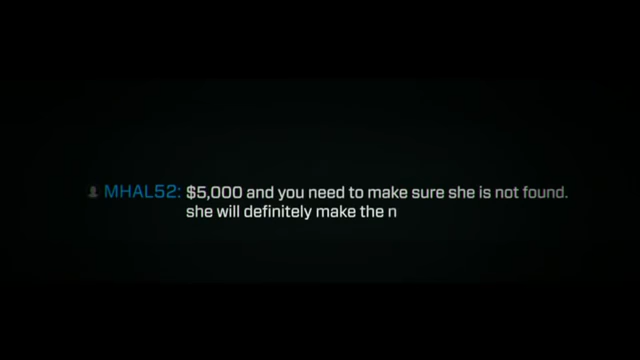 MHAL52: $5,000 and you need to make sure she is not found.
she will definitely make the n